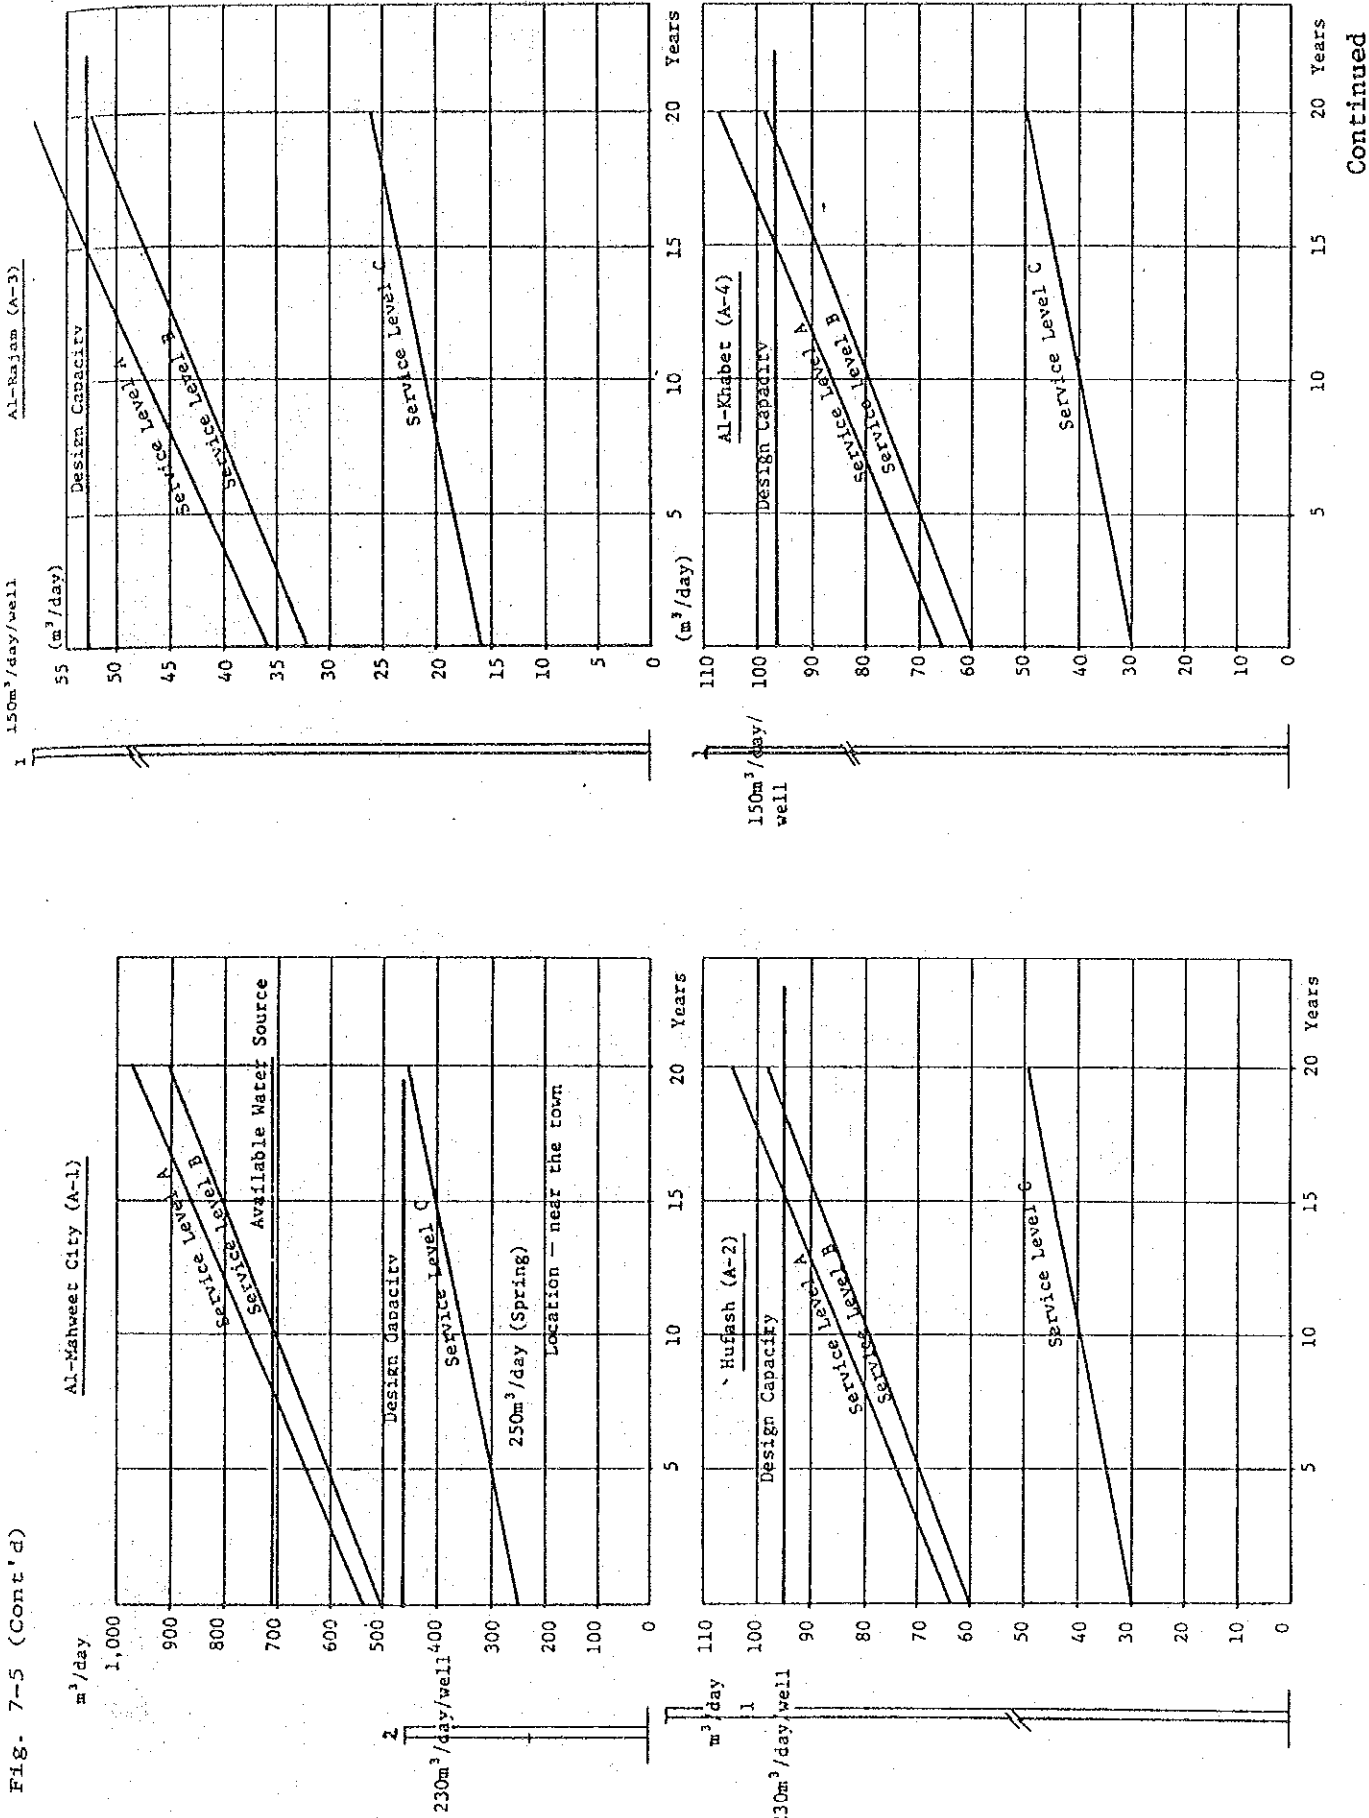 Fig. 7-5 (Cont'd)
Al-Mahweet City (A-1)
m³/day
1,000
900
800
700
600
500
400
300
200
100
0
Service Level A
Service Level B
Available Water Source
Design Capacity
Service Level C
250m³/day (Spring)
Location — near the town
5
10
15
20
Years
2
230m³/day/well
Al-Rajam (A-3)
1
150m³/day/well
(m³/day)
55
50
45
40
35
30
25
20
15
10
5
0
Design Capacity
Service Level A
Service Level B
Service Level C
5
10
15
20
Years
Hufash (A-2)
m³/day
110
100
90
80
70
60
50
40
30
20
10
0
Design Capacity
Service Level A
Service Level B
Service Level C
5
10
15
20
Years
1
30m³/day/well
Al-Khabet (A-4)
(m³/day)
110
100
90
80
70
60
50
40
30
20
10
0
Design Capacity
Service Level A
Service Level B
Service Level C
5
10
15
20
Years
1
150m³/day/
well
Continued